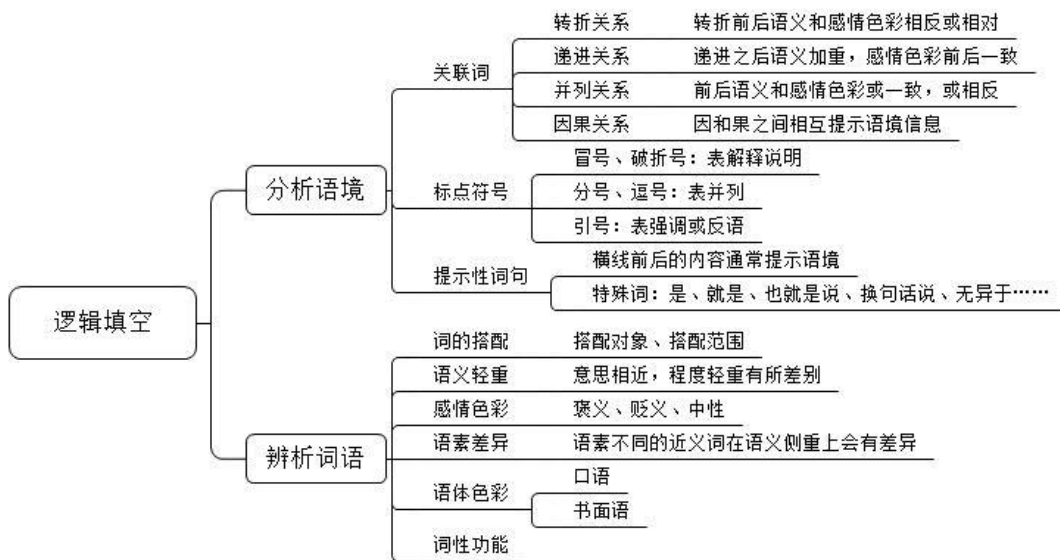 转折关系 转折前后语义和感情色彩相反或相对
递进关系 递进之后语义加重，感情色彩前后一致
关联词
并列关系 前后语义和感情色彩或一致，或相反
因果关系 因和果之间相互提示语境信息
冒号、破折号：表解释说明
分析语境
标点符号
分号、逗号：表并列
引号：表强调或反语
提示性词句
横线前后的内容通常提示语境
特殊词：是、就是、也就是说、换句话说、无异于……
逻辑填空
词的搭配 搭配对象、搭配范围
语义轻重 意思相近，程度轻重有所差别
感情色彩 褒义、贬义、中性
辨析词语
语素差异 语素不同的近义词在语义侧重上会有差异
语体色彩
口语
书面语
词性功能